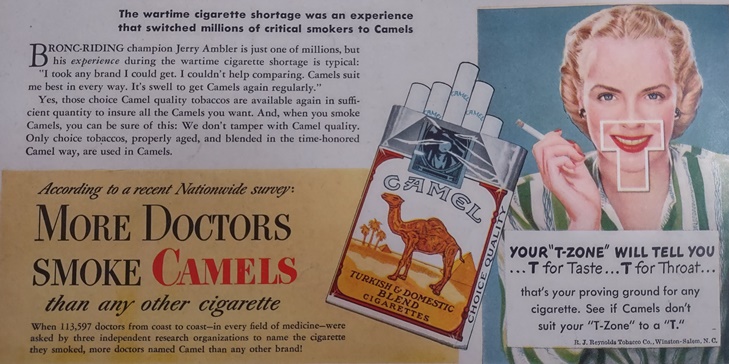 The wartime cigarette shortage was an experience
that switched millions of critical smokers to Camels
BRONC-RIDING champion Jerry Ambler is just one of millions, but
his experience during the wartime cigarette shortage is typical:
"I took any brand I could get. I couldn't help comparing. Camels suit
me best in every way. It's swell to get Camels again regularly."
Yes, those choice Camel quality tobaccos are available again in suffi-
cient quantity to insure all the Camels you want. And, when you smoke
Camels, you can be sure of this: We don't tamper with Camel quality.
Only choice tobaccos, properly aged, and blended in the time-honored
Camel way, are used in Camels.
According to a recent Nationwide survey:
MORE DOCTORS
SMOKE CAMELS
than any other cigarette
When 113,597 doctors from coast to coast—in every field of medicine—were
asked by three independent research organizations to name the cigarette
they smoked, more doctors named Camel than any other brand!
CAMEL
CAMEL
CAMEL
CAMEL
TURKISH & DOMESTIC
BLEND
CIGARETTES
CHOICE QUALITY
T
YOUR "T-ZONE" WILL TELL YOU
...T for Taste...T for Throat...
that's your proving ground for any
cigarette. See if Camels don't
suit your "T-Zone" to a "T."
R. J. Reynolds Tobacco Co., Winston-Salem, N. C.